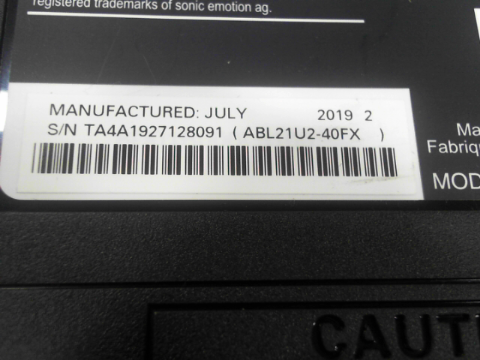 registered trademarks of sonic emotion ag.
MANUFACTURED: JULY 2019 2
S/N TA4A1927128091 ( ABL21U2-40FX )
Ma
Fabriq
MOD
CAUT